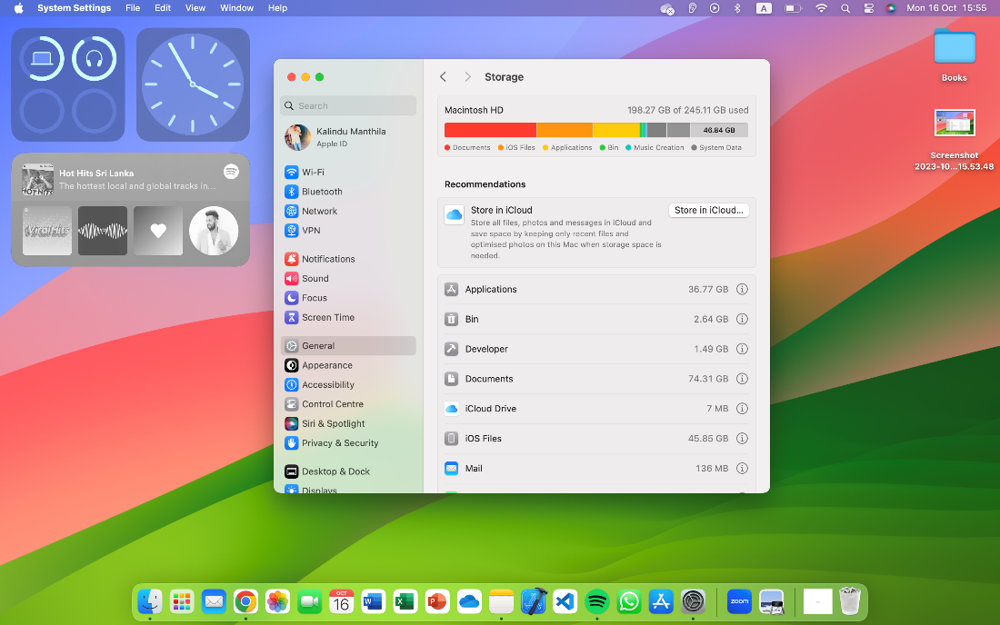 System Settings File Edit View Window Help
A
Mon 16 Oct 15:55
Hot Hits Sri Lanka
The hottest local and global tracks in...
HOT HITS
Viral Hits
Search
Kalindu Manthila
Apple ID
Wi-Fi
Bluetooth
Network
VPN
Notifications
Sound
Focus
Screen Time
General
Appearance
Accessibility
Control Centre
Siri & Spotlight
Privacy & Security
Desktop & Dock
Displays
Storage
Macintosh HD 198.27 GB of 245.11 GB used
46.84 GB
Documents iOS Files Applications Bin Music Creation System Data
Recommendations
Store in iCloud
Store in iCloud...
Store all files, photos and messages in iCloud and
save space by keeping only recent files and
optimised photos on this Mac when storage space is
needed.
Applications 36.77 GB
Bin 2.64 GB
Developer 1.49 GB
Documents 74.31 GB
iCloud Drive 7 MB
iOS Files 45.85 GB
Mail 136 MB
Books
Screenshot
2023-10...15.53.48
OCT
16
W
X
P
zoom